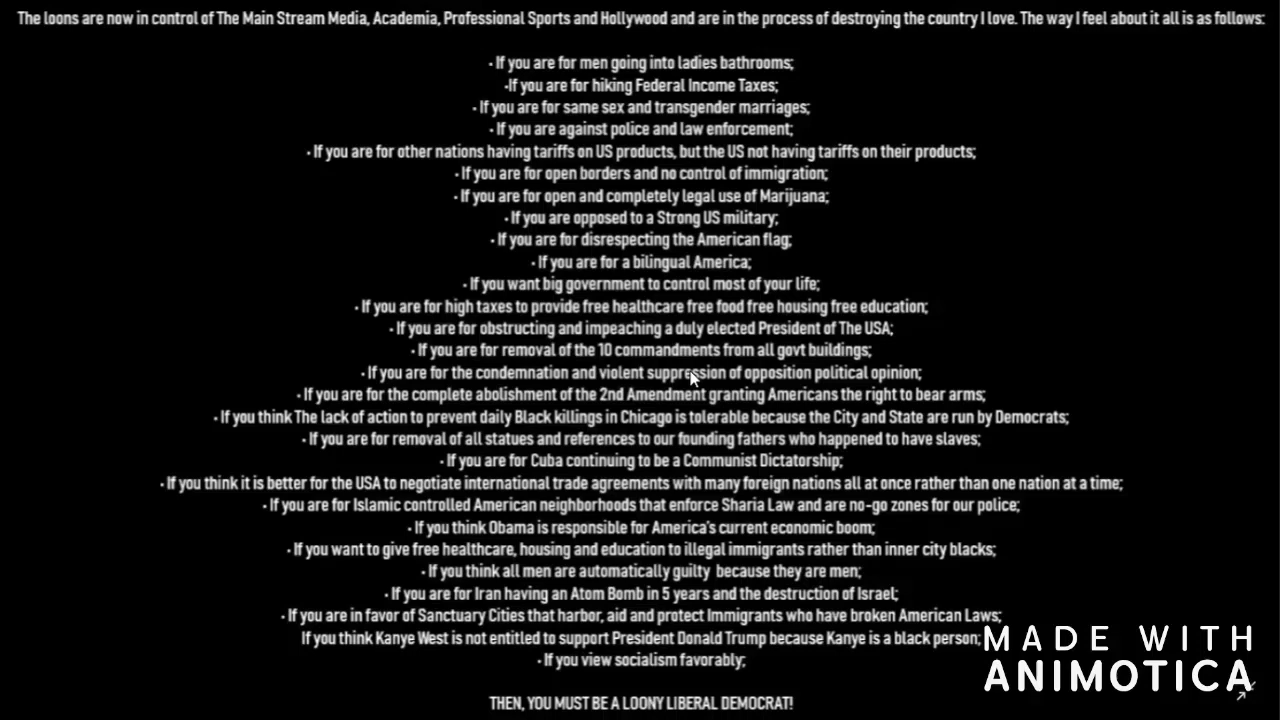 The loons are now in control of The Main Stream Media, Academia, Professional Sports and Hollywood and are in the process of destroying the country I love. The way I feel about it all is as follows:
• If you are for men going into ladies bathrooms;
•If you are for hiking Federal Income Taxes;
• If you are for same sex and transgender marriages;
• If you are against police and law enforcement;
• If you are for other nations having tariffs on US products, but the US not having tariffs on their products;
• If you are for open borders and no control of immigration;
• If you are for open and completely legal use of Marijuana;
• If you are opposed to a Strong US military;
• If you are for disrespecting the American flag;
• If you are for a bilingual America;
• If you want big government to control most of your life;
• If you are for high taxes to provide free healthcare free food free housing free education;
• If you are for obstructing and impeaching a duly elected President of The USA;
• If you are for removal of the 10 commandments from all govt buildings;
• If you are for the condemnation and violent suppression of opposition political opinion;
• If you are for the complete abolishment of the 2nd Amendment granting Americans the right to bear arms;
• If you think The lack of action to prevent daily Black killings in Chicago is tolerable because the City and State are run by Democrats;
• If you are for removal of all statues and references to our founding fathers who happened to have slaves;
• If you are for Cuba continuing to be a Communist Dictatorship;
• If you think it is better for the USA to negotiate international trade agreements with many foreign nations all at once rather than one nation at a time;
• If you are for Islamic controlled American neighborhoods that enforce Sharia Law and are no-go zones for our police;
• If you think Obama is responsible for America's current economic boom;
• If you want to give free healthcare, housing and education to illegal immigrants rather than inner city blacks;
• If you think all men are automatically guilty because they are men;
• If you are for Iran having an Atom Bomb in 5 years and the destruction of Israel;
• If you are in favor of Sanctuary Cities that harbor, aid and protect Immigrants who have broken American Laws;
If you think Kanye West is not entitled to support President Donald Trump because Kanye is a black person;
• If you view socialism favorably;
THEN, YOU MUST BE A LOONY LIBERAL DEMOCRAT!
MADE WITH
ANIMOTICA